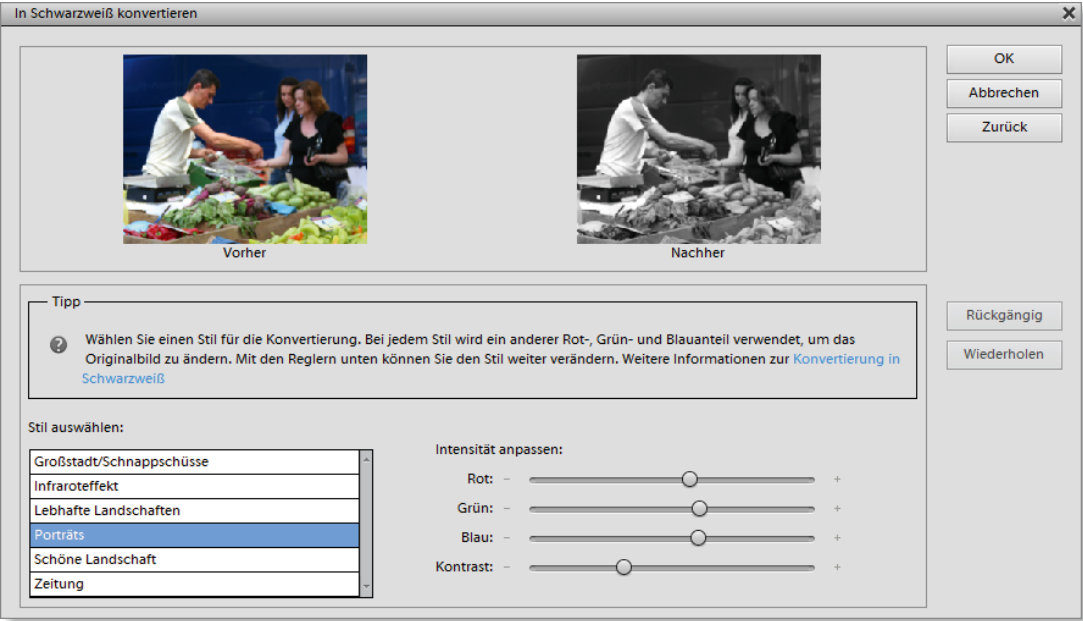 In Schwarzweiß konvertieren
OK
Abbrechen
Zurück
Vorher
Nachher
Tipp
Wählen Sie einen Stil für die Konvertierung. Bei jedem Stil wird ein anderer Rot-, Grün- und Blauanteil verwendet, um das
Originalbild zu ändern. Mit den Reglern unten können Sie den Stil weiter verändern. Weitere Informationen zur Konvertierung in
Schwarzweiß
Rückgängig
Wiederholen
Stil auswählen:
Großstadt/Schnappschüsse
Infraroteffekt
Lebhafte Landschaften
Porträts
Schöne Landschaft
Zeitung
Intensität anpassen:
Rot: - +
Grün: - +
Blau: - +
Kontrast: - +